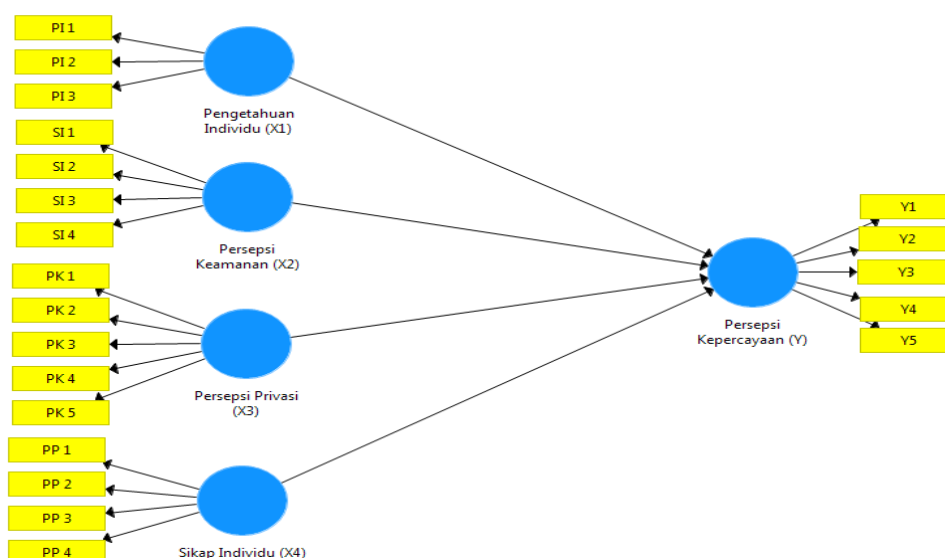 PI 1
PI 2
PI 3
Pengetahuan
Individu (X1)
SI 1
SI 2
SI 3
SI 4
Persepsi
Keamanan (X2)
PK 1
PK 2
PK 3
PK 4
PK 5
Persepsi Privasi
(X3)
PP 1
PP 2
PP 3
PP 4
Sikap Individu (X4)
Persepsi
Kepercayaan (Y)
Y1
Y2
Y3
Y4
Y5